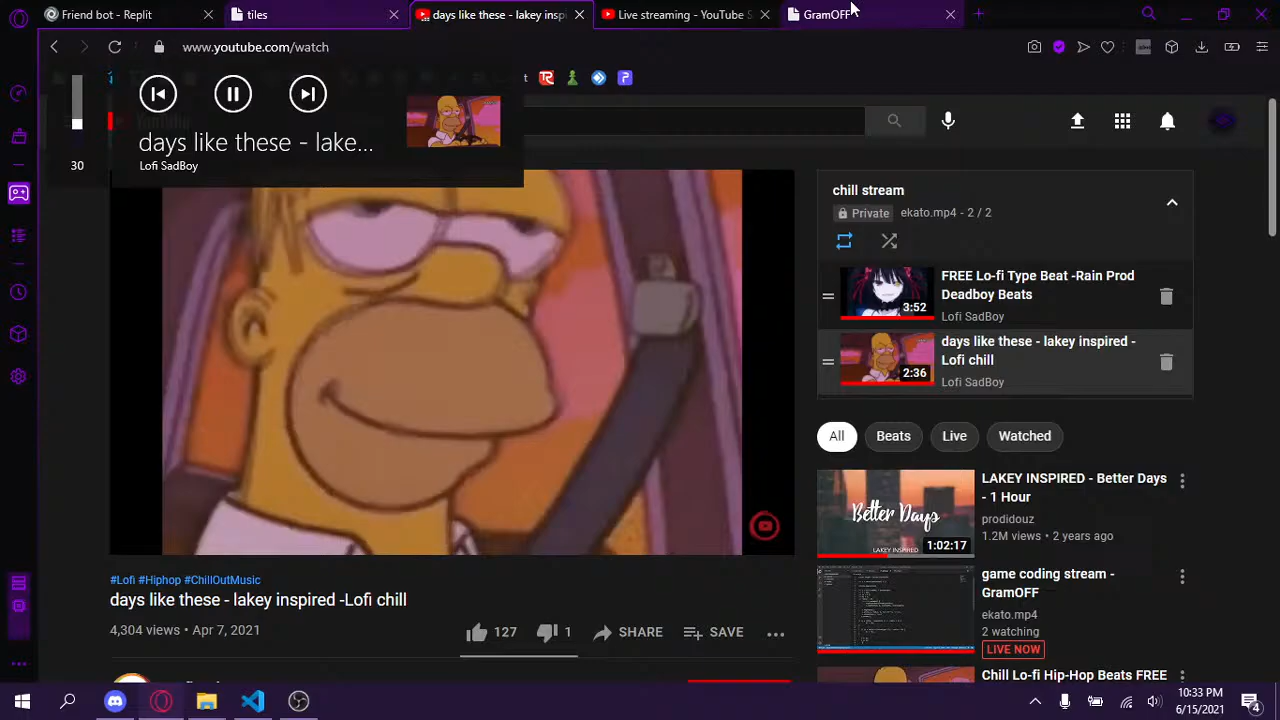 Friend bot - Replit
tiles
days like these - lakey insp
Live streaming - YouTube S
GramOFF
www.youtube.com/watch
days like these - lake...
Lofi SadBoy
30
chill stream
Private
ekato.mp4 - 2 / 2
FREE Lo-fi Type Beat -Rain Prod
Deadboy Beats
Lofi SadBoy
3:52
days like these - lakey inspired -
Lofi chill
Lofi SadBoy
2:36
All
Beats
Live
Watched
Better Days
LAKEY INSPIRED
1:02:17
LAKEY INSPIRED - Better Days
- 1 Hour
prodidouz
1.2M views • 2 years ago
game coding stream -
GramOFF
ekato.mp4
2 watching
LIVE NOW
Chill Lo-fi Hip-Hop Beats FREE
#Lofi #Hiphop #ChillOutMusic
days like these - lakey inspired -Lofi chill
4,304 views • Apr 7, 2021
127
1
SHARE
SAVE
10:33 PM
6/15/2021
4